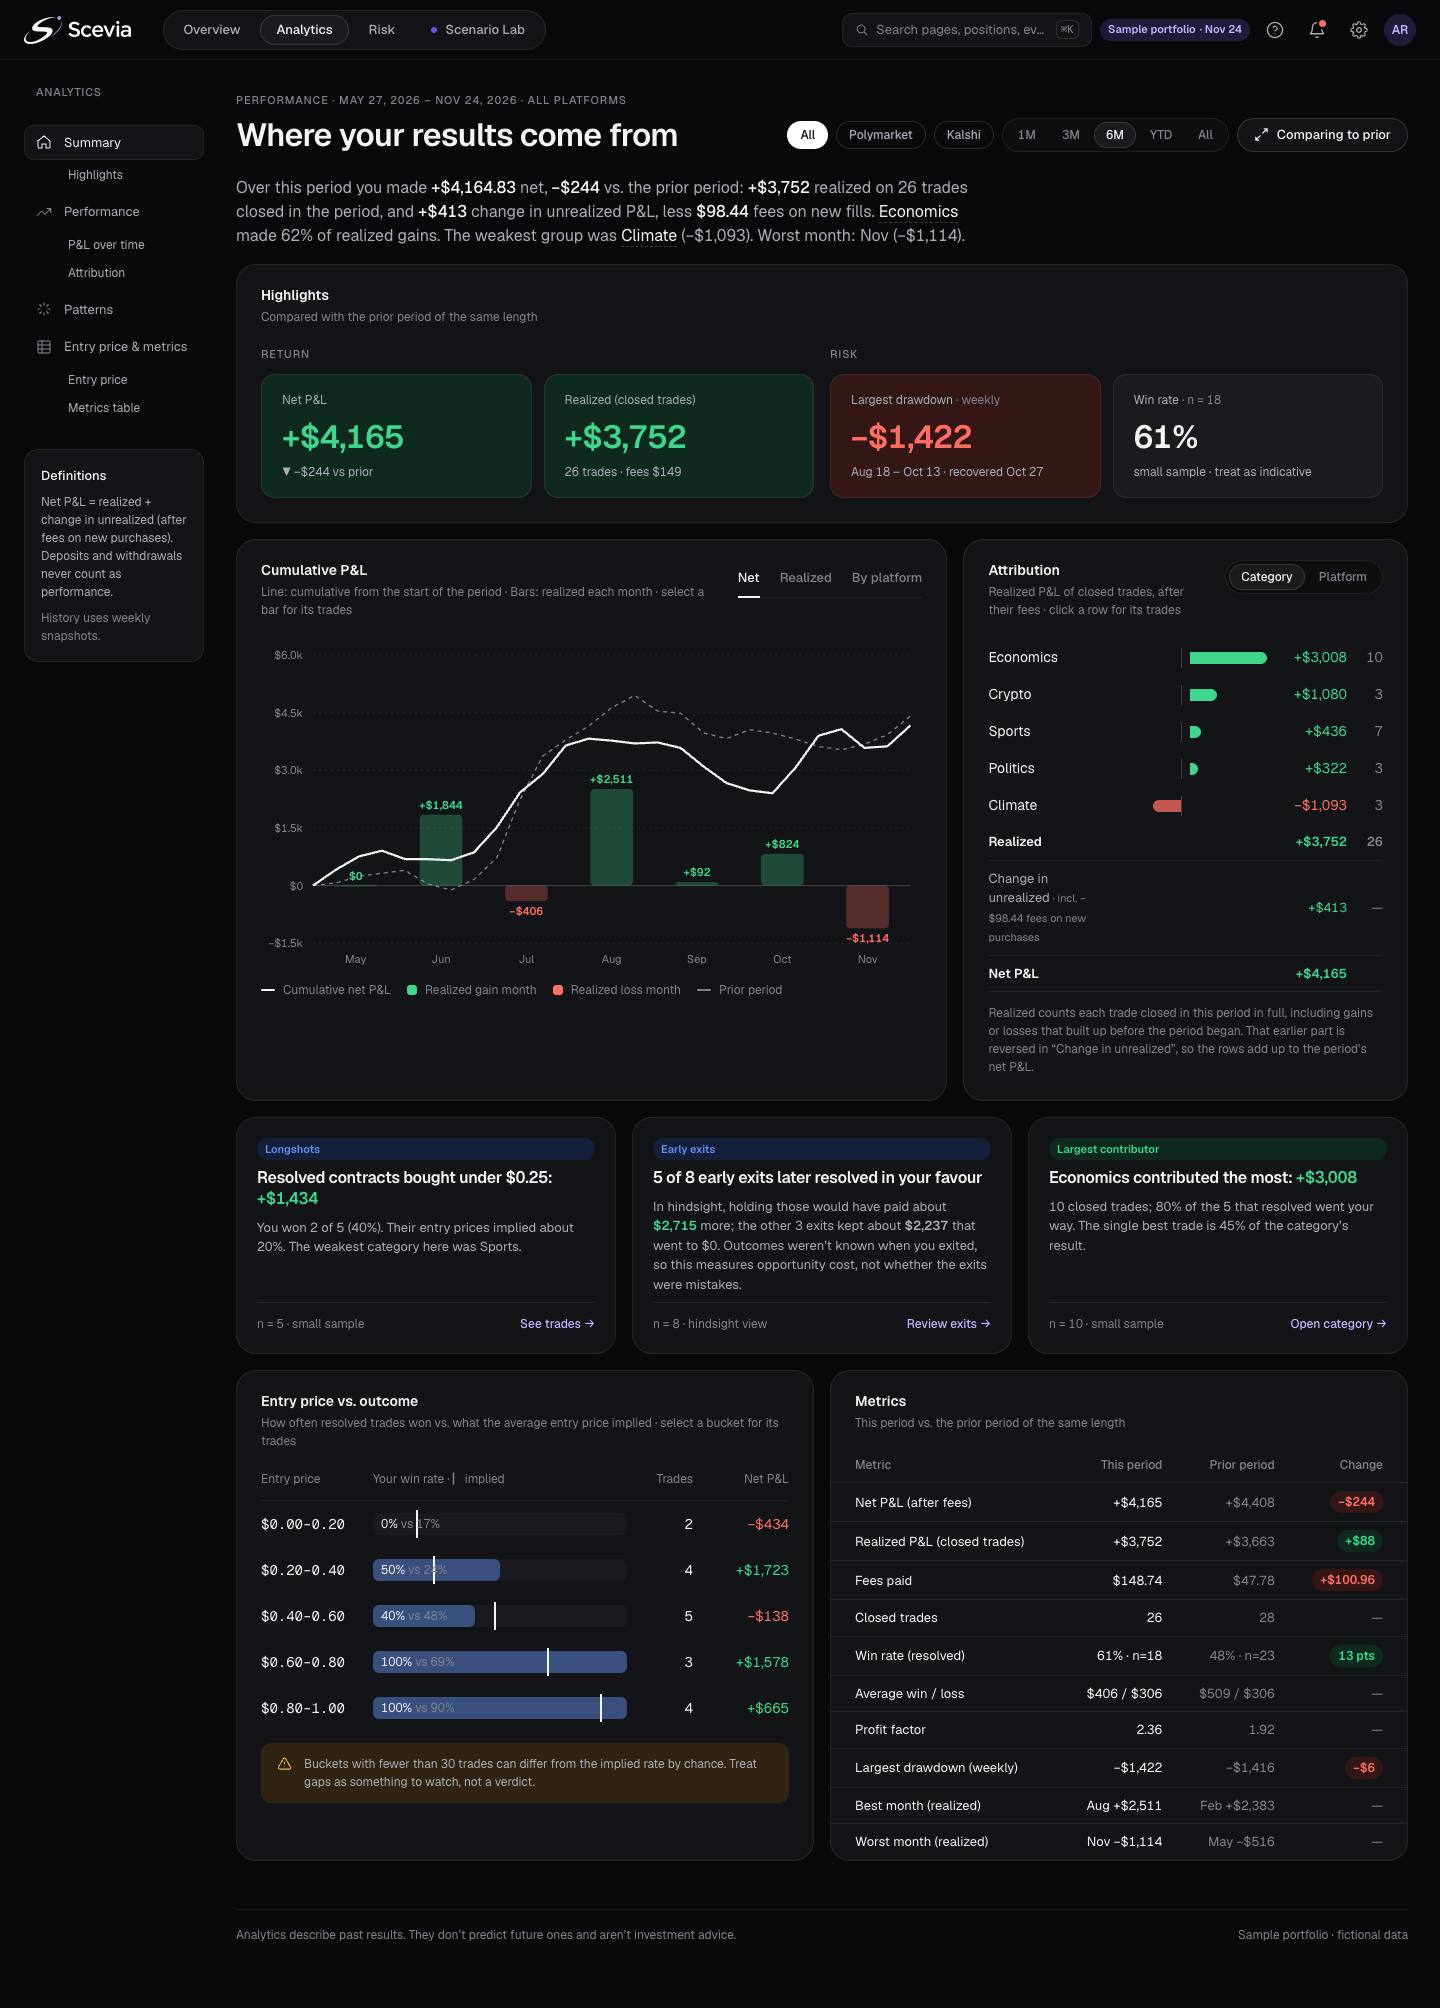 Scevia
Overview
Analytics
Risk
Scenario Lab
Search pages, positions, ev…
⌘K
Sample portfolio · Nov 24
AR
ANALYTICS
Summary
Highlights
Performance
P&L over time
Attribution
Patterns
Entry price & metrics
Entry price
Metrics table
Definitions
Net P&L = realized +
change in unrealized (after
fees on new purchases).
Deposits and withdrawals
never count as
performance.
History uses weekly
snapshots.
PERFORMANCE · MAY 27, 2026 – NOV 24, 2026 · ALL PLATFORMS
Where your results come from
All
Polymarket
Kalshi
1M
3M
6M
YTD
All
Comparing to prior
Over this period you made +$4,164.83 net, −$244 vs. the prior period: +$3,752 realized on 26 trades
closed in the period, and +$413 change in unrealized P&L, less $98.44 fees on new fills. Economics
made 62% of realized gains. The weakest group was Climate (−$1,093). Worst month: Nov (−$1,114).
Highlights
Compared with the prior period of the same length
RETURN
RISK
Net P&L
+$4,165
▼ −$244 vs prior
Realized (closed trades)
+$3,752
26 trades · fees $149
Largest drawdown · weekly
−$1,422
Aug 18 – Oct 13 · recovered Oct 27
Win rate · n = 18
61%
small sample · treat as indicative
Cumulative P&L
Line: cumulative from the start of the period · Bars: realized each month · select a
bar for its trades
Net
Realized
By platform
$6.0k
$4.5k
$3.0k
$1.5k
$0
−$1.5k
$0
+$1,844
−$406
+$2,511
+$92
+$824
−$1,114
May
Jun
Jul
Aug
Sep
Oct
Nov
Cumulative net P&L
Realized gain month
Realized loss month
Prior period
Attribution
Realized P&L of closed trades, after
their fees · click a row for its trades
Category
Platform
Economics +$3,008 10
Crypto +$1,080 3
Sports +$436 7
Politics +$322 3
Climate −$1,093 3
Realized +$3,752 26
Change in
unrealized · incl. −
$98.44 fees on new
purchases
+$413 —
Net P&L +$4,165
Realized counts each trade closed in this period in full, including gains
or losses that built up before the period began. That earlier part is
reversed in “Change in unrealized”, so the rows add up to the period’s
net P&L.
Longshots
Resolved contracts bought under $0.25:
+$1,434
You won 2 of 5 (40%). Their entry prices implied about
20%. The weakest category here was Sports.
n = 5 · small sample
See trades →
Early exits
5 of 8 early exits later resolved in your favour
In hindsight, holding those would have paid about
$2,715 more; the other 3 exits kept about $2,237 that
went to $0. Outcomes weren’t known when you exited,
so this measures opportunity cost, not whether the exits
were mistakes.
n = 8 · hindsight view
Review exits →
Largest contributor
Economics contributed the most: +$3,008
10 closed trades; 80% of the 5 that resolved went your
way. The single best trade is 45% of the category’s
result.
n = 10 · small sample
Open category →
Entry price vs. outcome
How often resolved trades won vs. what the average entry price implied · select a bucket for its
trades
Entry price
Your win rate · implied
Trades
Net P&L
$0.00–0.20 0% vs 17% 2 −$434
$0.20–0.40 50% vs 24% 4 +$1,723
$0.40–0.60 40% vs 48% 5 −$138
$0.60–0.80 100% vs 69% 3 +$1,578
$0.80–1.00 100% vs 90% 4 +$665
Buckets with fewer than 30 trades can differ from the implied rate by chance. Treat
gaps as something to watch, not a verdict.
Metrics
This period vs. the prior period of the same length
Metric This period Prior period Change
Net P&L (after fees) +$4,165 +$4,408 −$244
Realized P&L (closed trades) +$3,752 +$3,663 +$88
Fees paid $148.74 $47.78 +$100.96
Closed trades 26 28 —
Win rate (resolved) 61% · n=18 48% · n=23 13 pts
Average win / loss $406 / $306 $509 / $306 —
Profit factor 2.36 1.92 —
Largest drawdown (weekly) −$1,422 −$1,416 −$6
Best month (realized) Aug +$2,511 Feb +$2,383 —
Worst month (realized) Nov −$1,114 May −$516 —
Analytics describe past results. They don’t predict future ones and aren’t investment advice.
Sample portfolio · fictional data